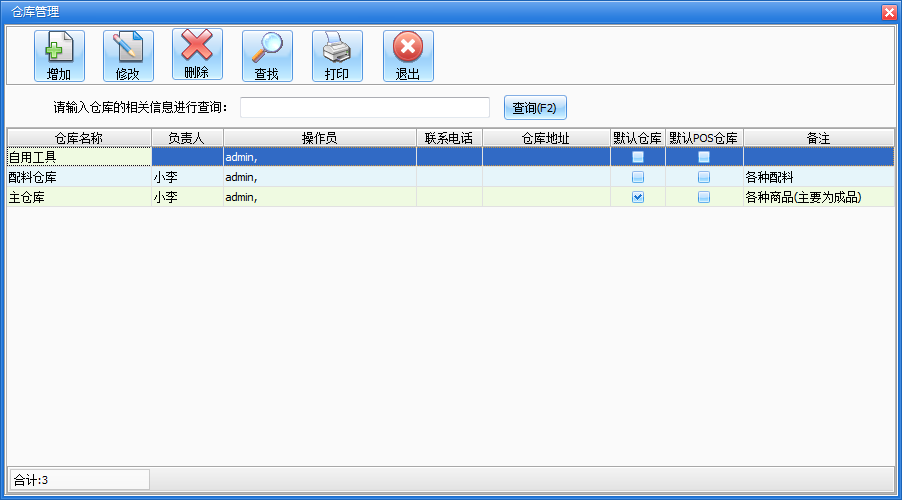 仓库管理
增加 修改 删除 查找 打印 退出
请输入仓库的相关信息进行查询: 查询(F2)
仓库名称 负责人 操作员 联系电话 仓库地址 默认仓库 默认POS仓库 备注
自用工具 admin,
配料仓库 小李 admin, 各种配料
主仓库 小李 admin, 各种商品(主要为成品)
合计:3